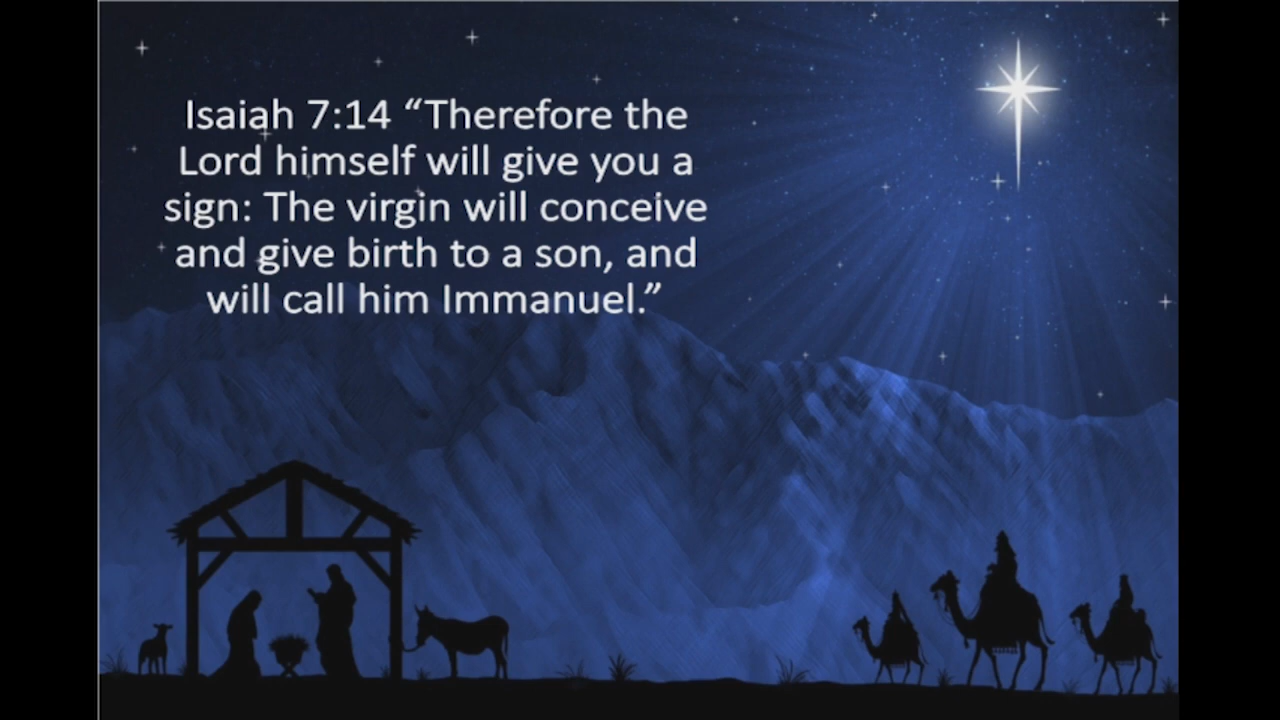 Isaiah 7:14 “Therefore the
Lord himself will give you a
sign: The virgin will conceive
and give birth to a son, and
will call him Immanuel.”